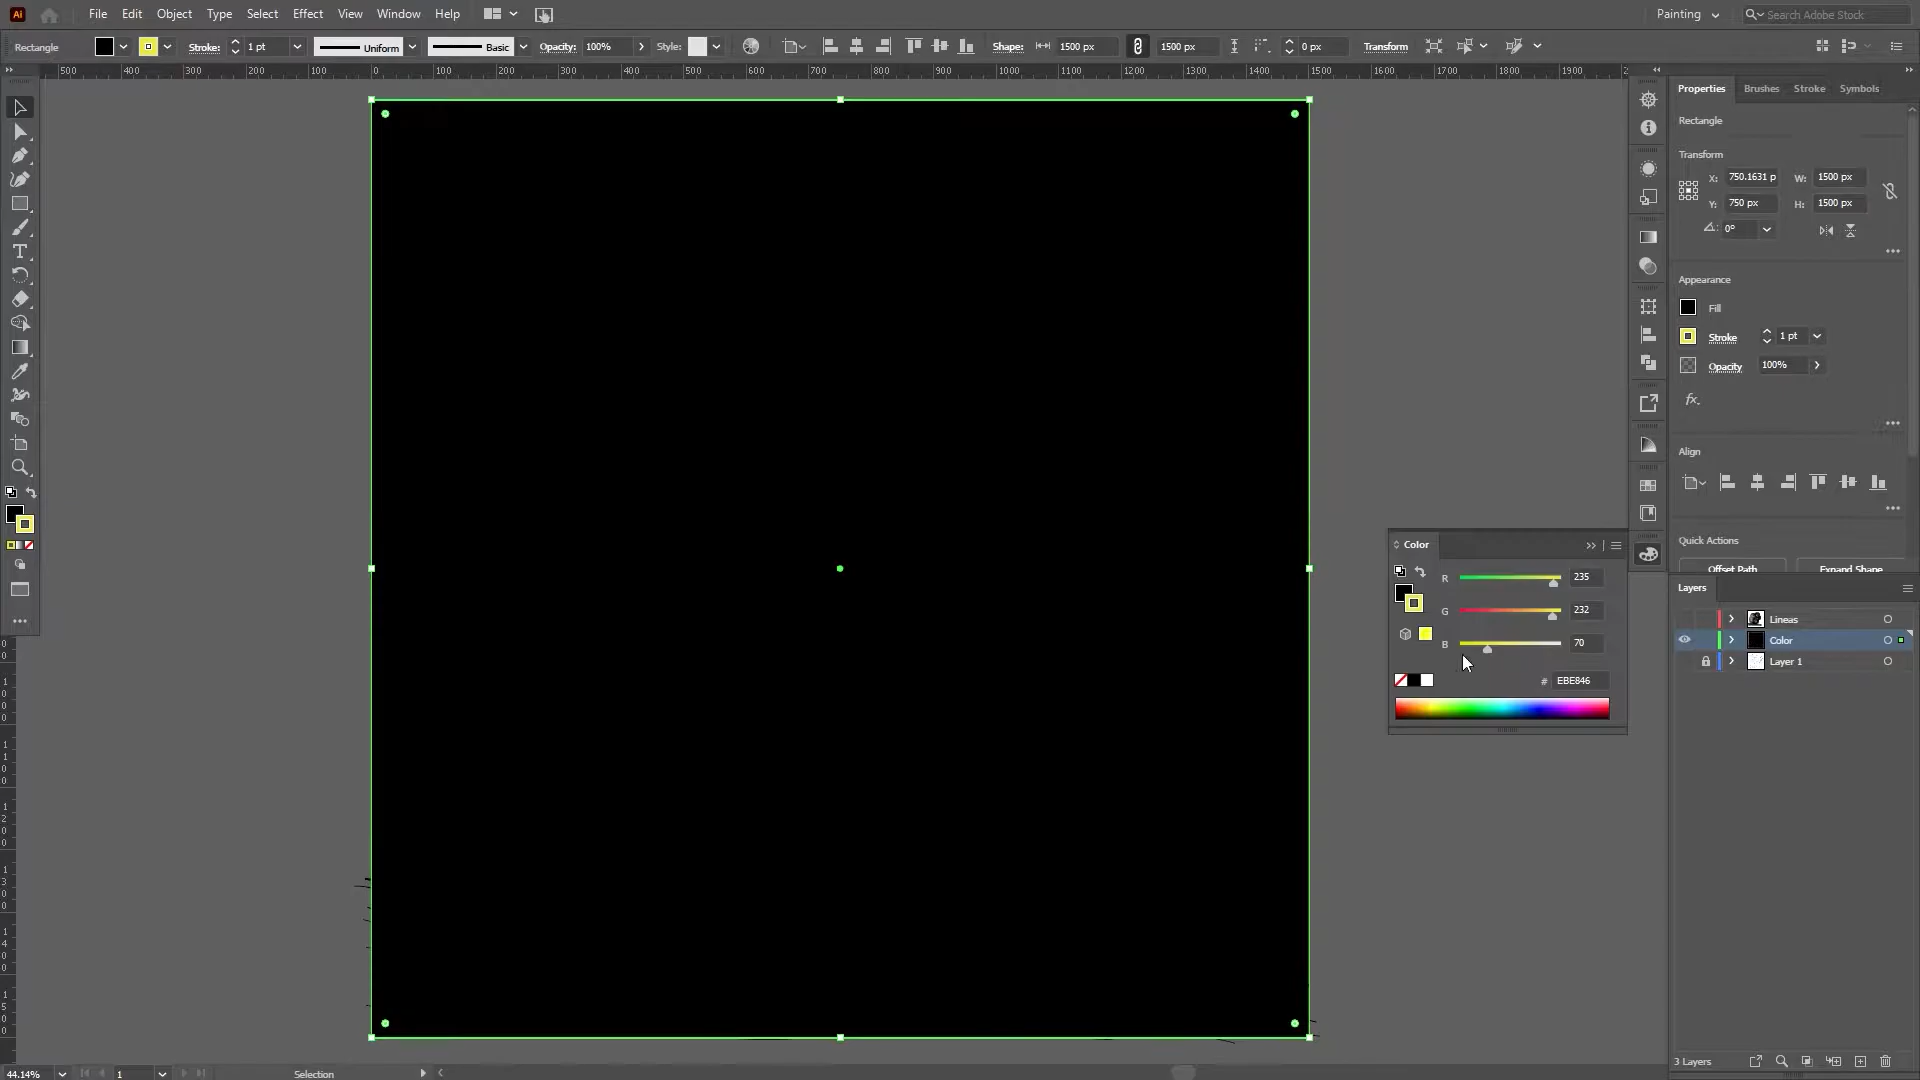 Ai File Edit Object Type Select Effect View Window Help Painting Search Adobe Stock
Rectangle Stroke: 1 pt Uniform Basic Opacity: 100% Style: Shape: 1500 px 1500 px 0 px Transform
500 400 300 200 100 0 100 200 300 400 500 600 700 800 900 1000 1100 1200 1300 1400 1500 1600 1700 1800 1900
Properties Brushes Stroke Symbols
Rectangle
Transform
X: 750.1631 p W: 1500 px
Y: 750 px H: 1500 px
0°
Appearance
Fill
Stroke 1 pt
Opacity 100%
fx.
Align
Quick Actions
Offset Path Expand Shape
Color
R 235
G 232
B 70
# EBE846
Layers
Lineas
Color
Layer 1
3 Layers
44.14% 1 Selection